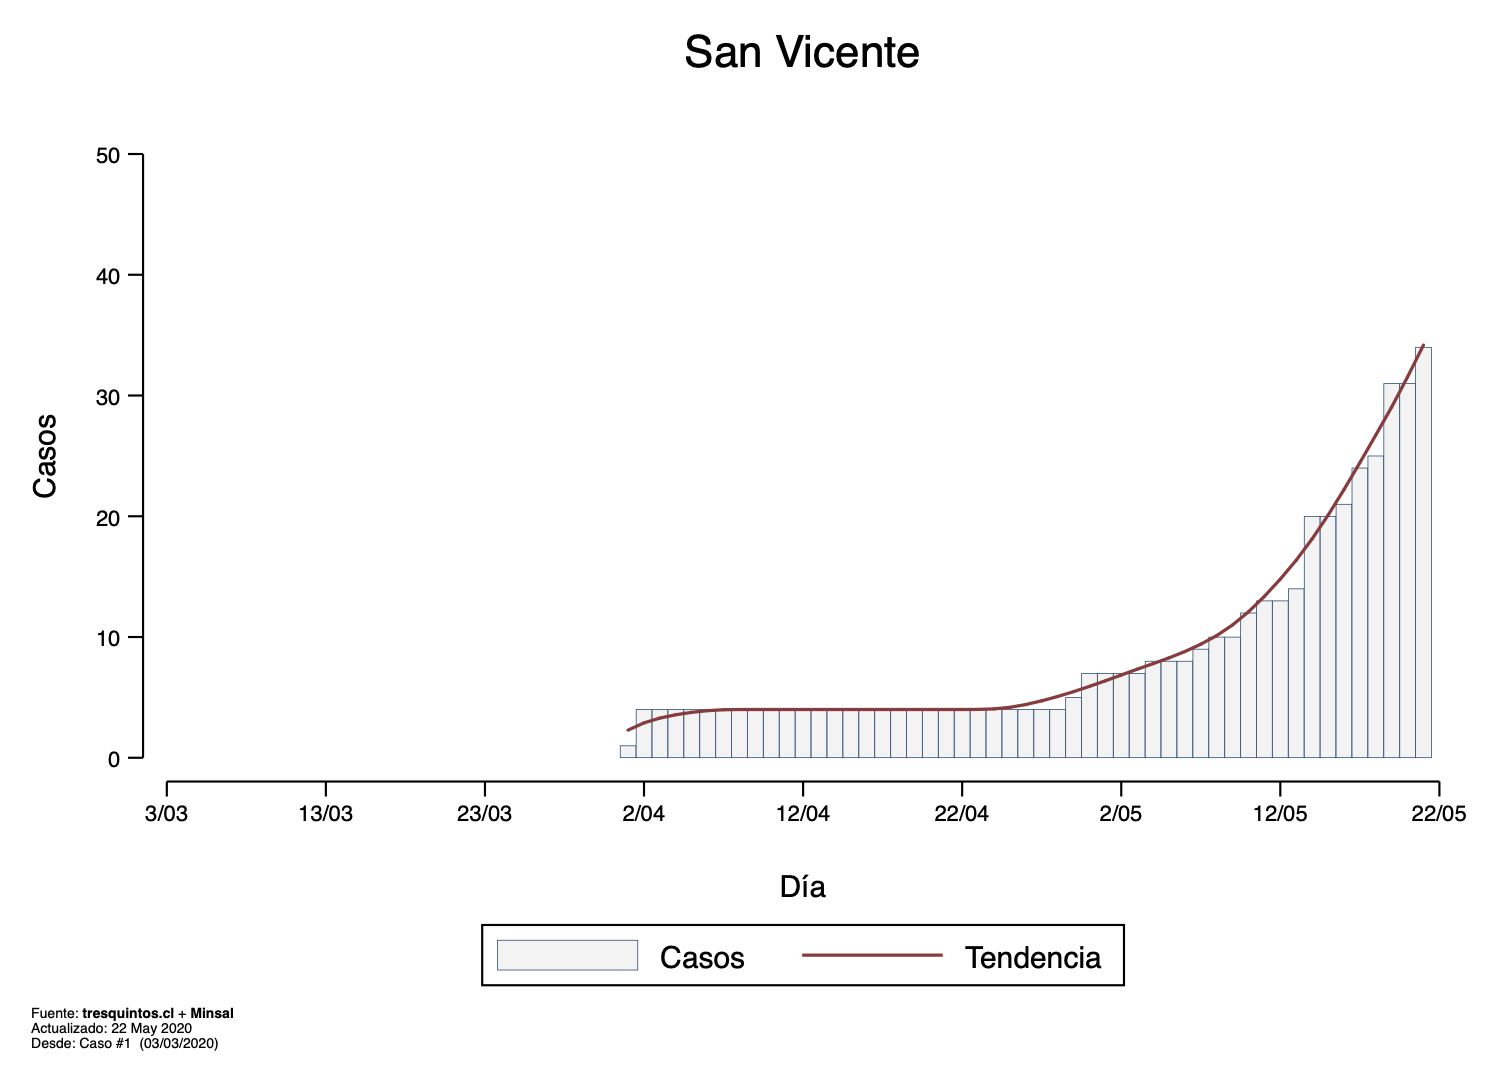 San Vicente
50
40
30
20
10
0
Casos
3/03 13/03 23/03 2/04 12/04 22/04 2/05 12/05 22/05
Día
Casos Tendencia
Fuente: tresquintos.cl + Minsal
Actualizado: 22 May 2020
Desde: Caso #1 (03/03/2020)